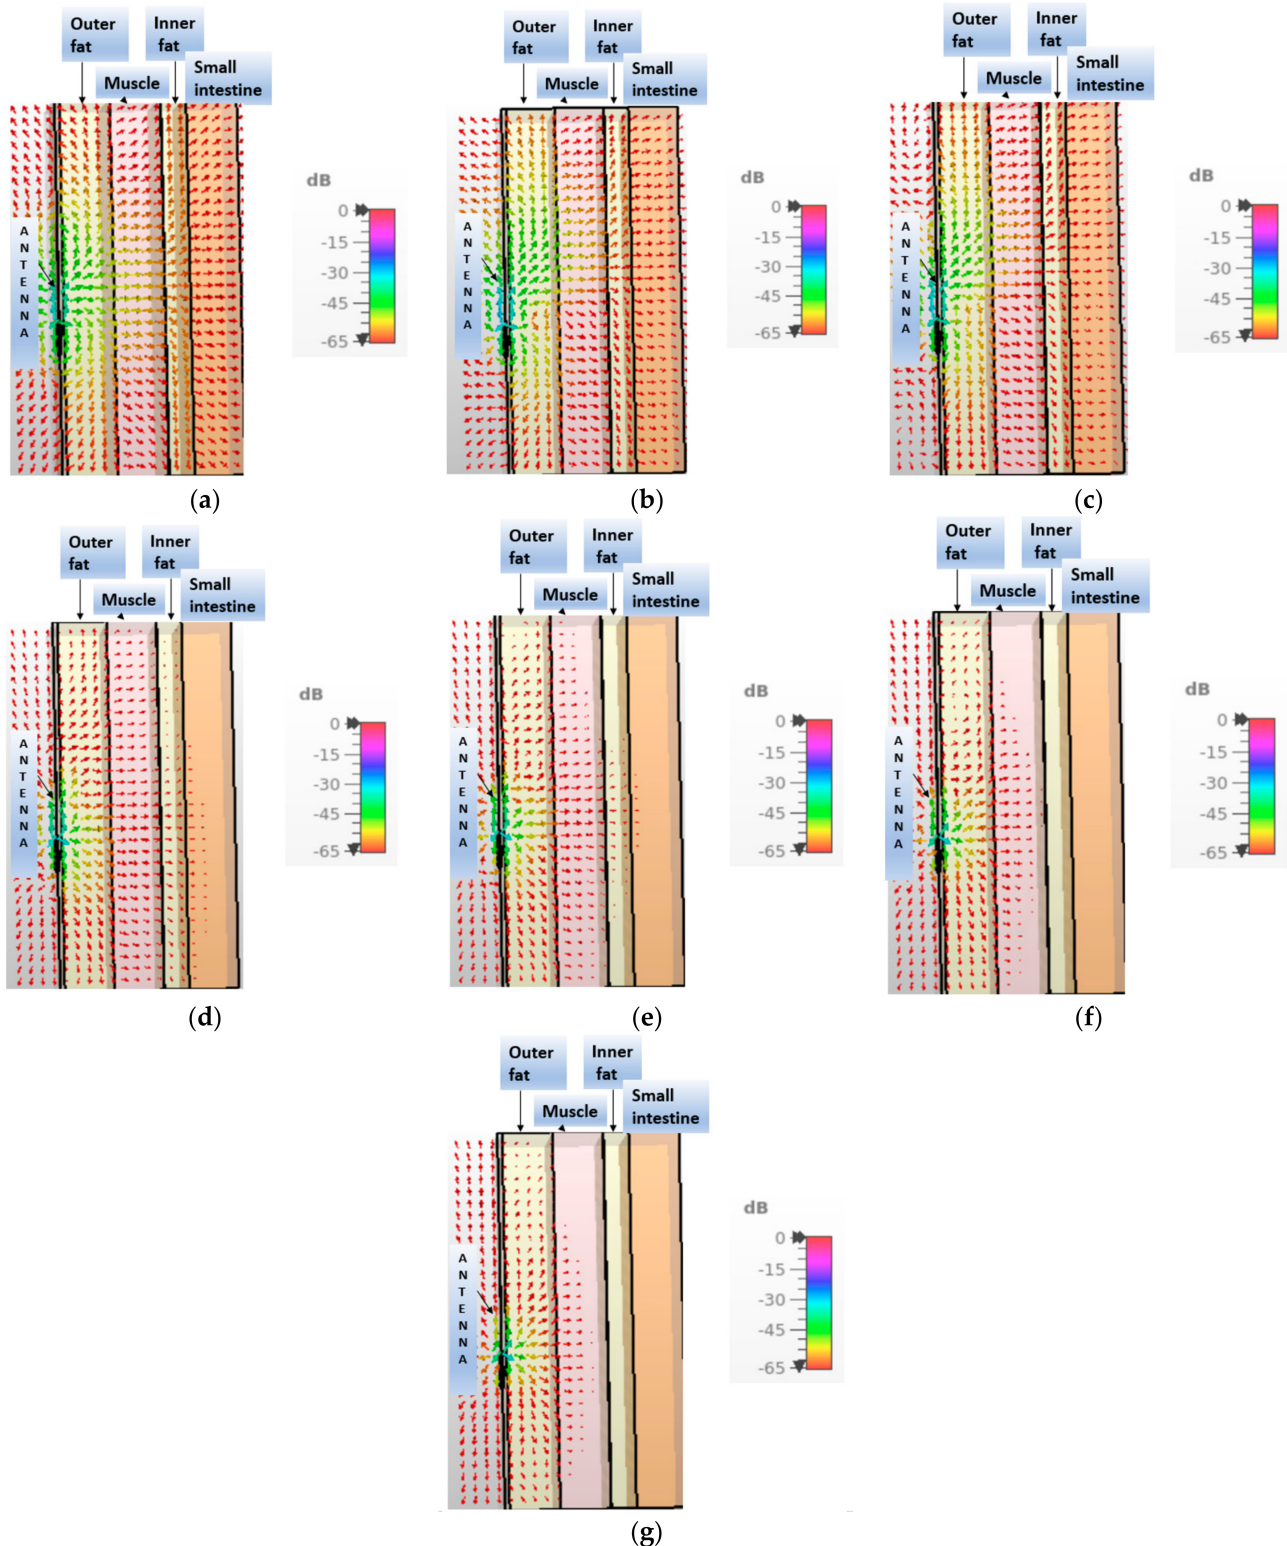 Outer
fat
Inner
fat
Muscle
Small
intestine
A
N
T
E
N
N
A
dB
0
-15
-30
-45
-65
(a)
Outer
fat
Inner
fat
Muscle
Small
intestine
A
N
T
E
N
N
A
dB
0
-15
-30
-45
-65
(b)
Outer
fat
Inner
fat
Muscle
Small
intestine
A
N
T
E
N
N
A
dB
0
-15
-30
-45
-65
(c)
Outer
fat
Inner
fat
Muscle
Small
intestine
A
N
T
E
N
N
A
dB
0
-15
-30
-45
-65
(d)
Outer
fat
Inner
fat
Muscle
Small
intestine
A
N
T
E
N
N
A
dB
0
-15
-30
-45
-65
(e)
Outer
fat
Inner
fat
Muscle
Small
intestine
A
N
T
E
N
N
A
dB
0
-15
-30
-45
-65
(f)
Outer
fat
Inner
fat
Muscle
Small
intestine
A
N
T
E
N
N
A
dB
0
-15
-30
-45
-65
(g)